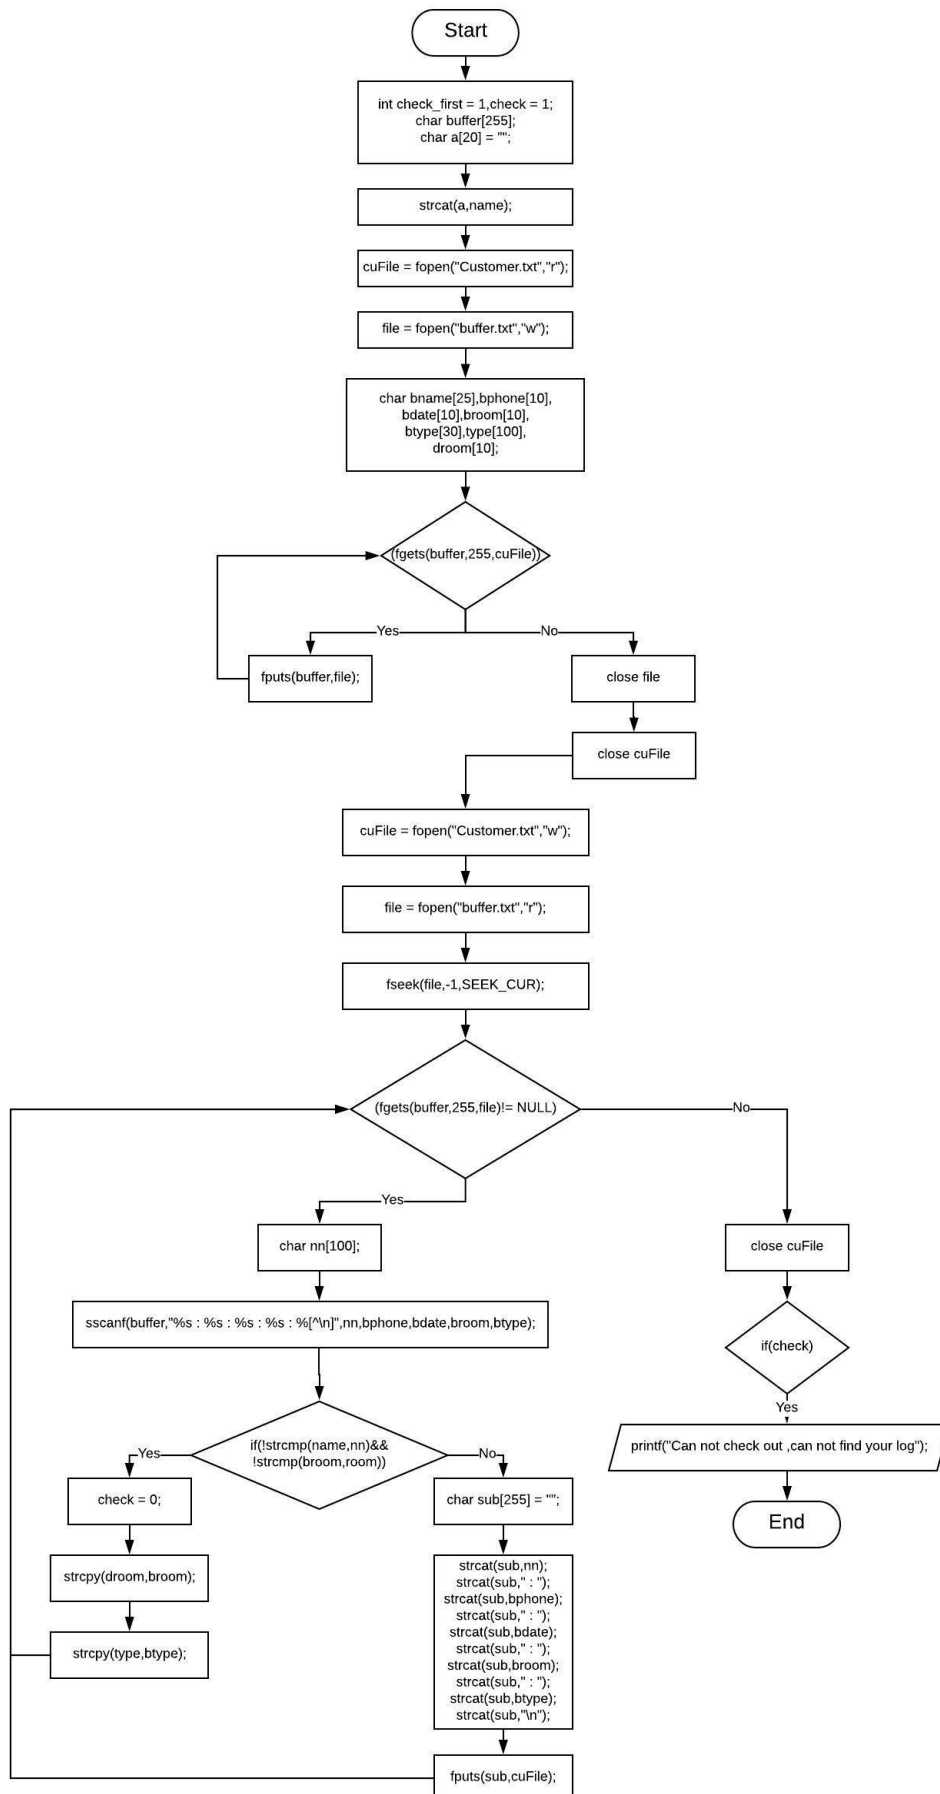 Start
int check_first = 1,check = 1;
char buffer[255];
char a[20] = "";
strcat(a,name);
cuFile = fopen("Customer.txt","r");
file = fopen("buffer.txt","w");
char bname[25],bphone[10],
bdate[10],broom[10],
btype[30],type[100],
droom[10];
(fgets(buffer,255,cuFile))
Yes
No
fputs(buffer,file);
close file
close cuFile
cuFile = fopen("Customer.txt","w");
file = fopen("buffer.txt","r");
fseek(file,-1,SEEK_CUR);
(fgets(buffer,255,file)!= NULL)
No
Yes
char nn[100];
close cuFile
sscanf(buffer,"%s : %s : %s : %s : %[^\n]",nn,bphone,bdate,broom,btype);
if(check)
Yes
printf("Can not check out ,can not find your log");
End
if(!strcmp(name,nn)&&
!strcmp(broom,room))
Yes
No
check = 0;
strcpy(droom,broom);
strcpy(type,btype);
char sub[255] = "";
strcat(sub,nn);
strcat(sub," : ");
strcat(sub,bphone);
strcat(sub," : ");
strcat(sub,bdate);
strcat(sub," : ");
strcat(sub,broom);
strcat(sub," : ");
strcat(sub,btype);
strcat(sub,"\n");
fputs(sub,cuFile);